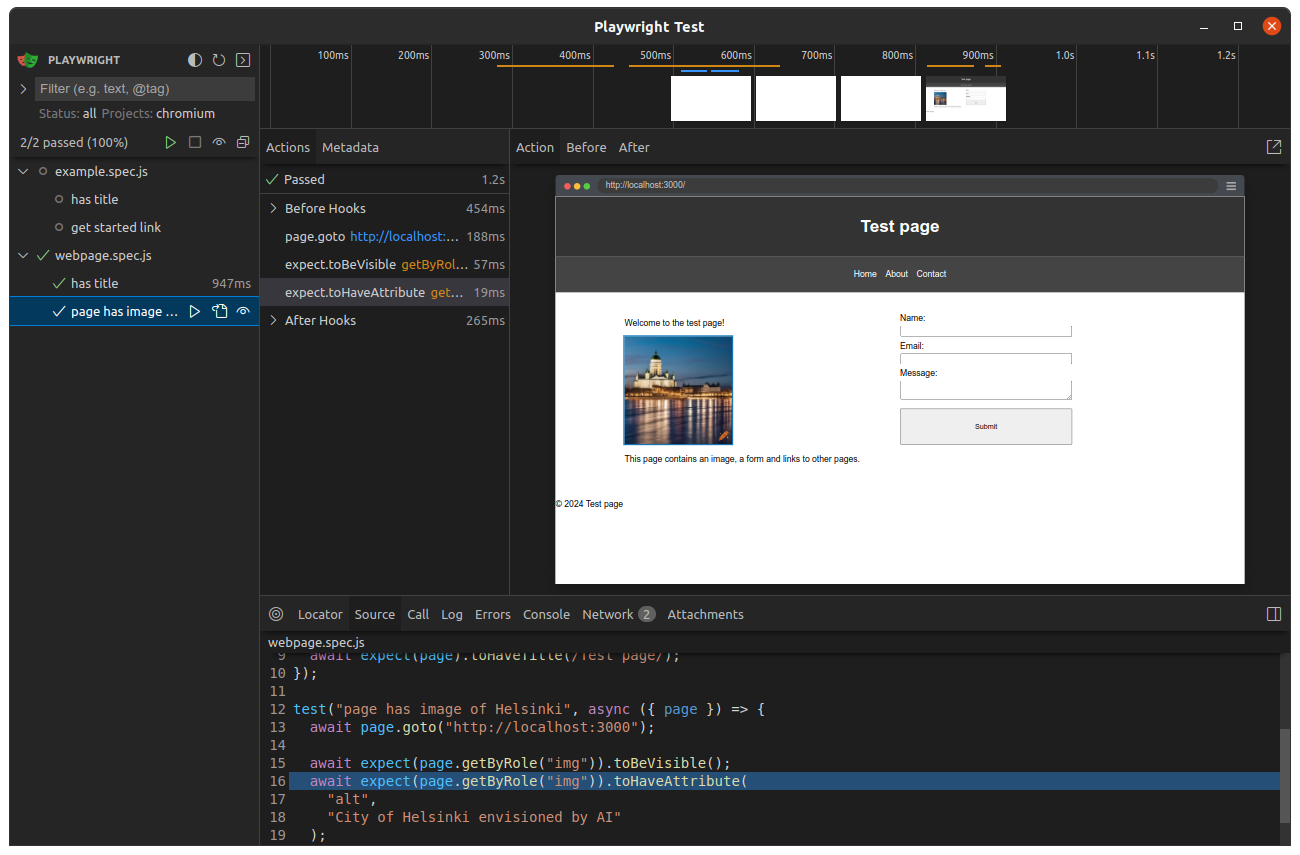 Playwright Test
PLAYWRIGHT
Filter (e.g. text, @tag)
Status: all Projects: chromium
2/2 passed (100%)
example.spec.js
has title
get started link
webpage.spec.js
has title 947ms
page has image ...
100ms 200ms 300ms 400ms 500ms 600ms 700ms 800ms 900ms 1.0s 1.1s 1.2s
Actions Metadata
Passed 1.2s
Before Hooks 454ms
page.goto http://localhost:... 188ms
expect.toBeVisible getByRol... 57ms
expect.toHaveAttribute get... 19ms
After Hooks 265ms
Action Before After
http://localhost:3000/
Test page
Home About Contact
Welcome to the test page!
This page contains an image, a form and links to other pages.
Name:
Email:
Message:
Submit
© 2024 Test page
Locator Source Call Log Errors Console Network 2 Attachments
webpage.spec.js
9 await expect(page).toHaveTitle(/Test page/);
10 });
11
12 test("page has image of Helsinki", async ({ page }) => {
13 await page.goto("http://localhost:3000");
14
15 await expect(page.getByRole("img")).toBeVisible();
16 await expect(page.getByRole("img")).toHaveAttribute(
17 "alt",
18 "City of Helsinki envisioned by AI"
19 );